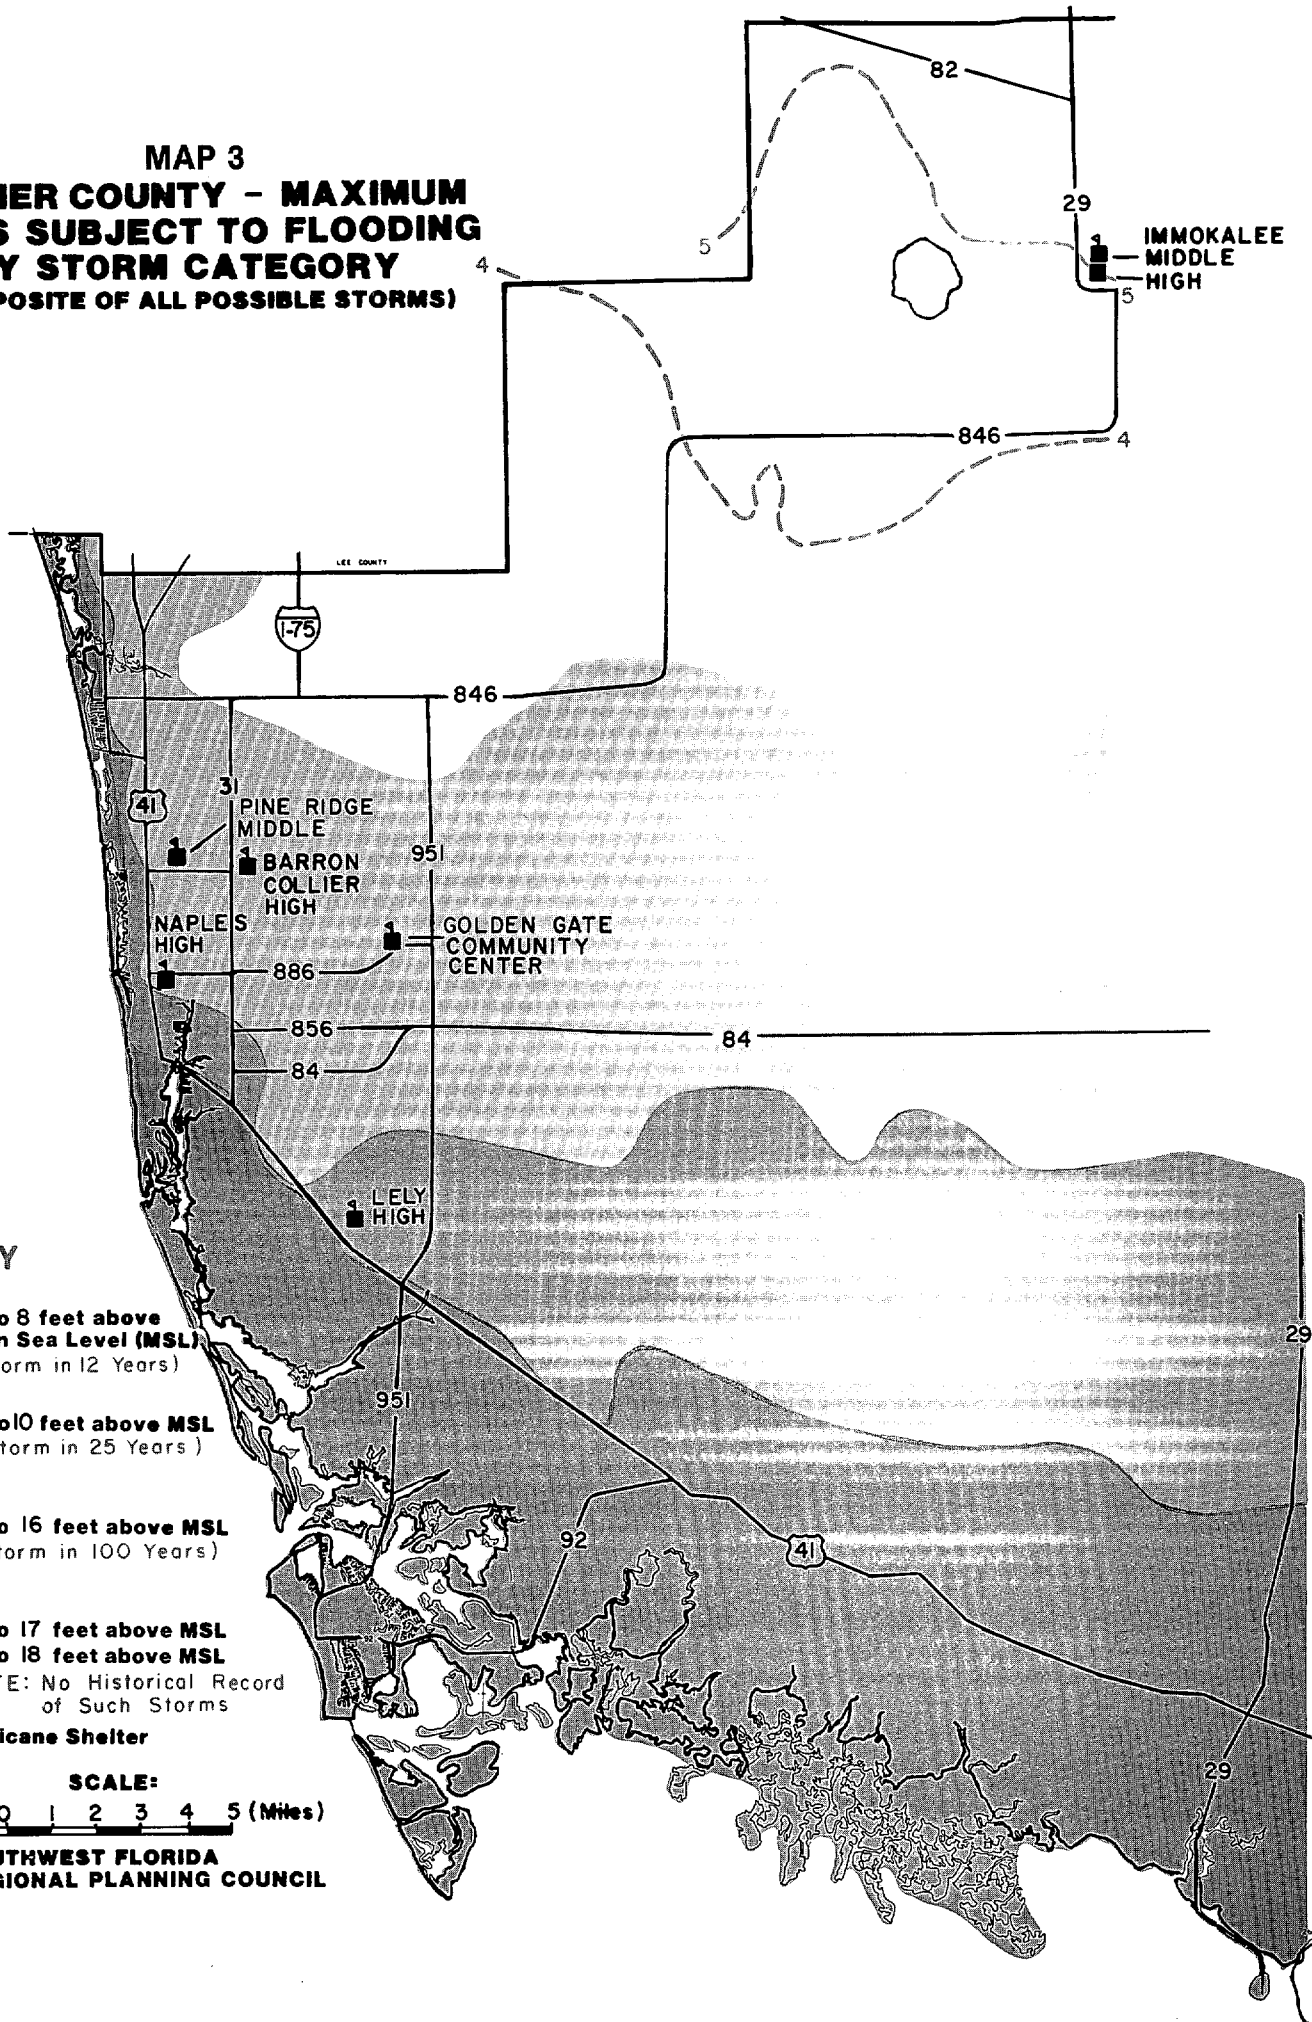 MAP 3
IER COUNTY - MAXIMUM
S SUBJECT TO FLOODING
Y STORM CATEGORY
POSITE OF ALL POSSIBLE STORMS)
82
29
5
4
IMMOKALEE
MIDDLE
HIGH
5
846
4
LEE COUNTY
I-75
846
41
31
PINE RIDGE
MIDDLE
951
BARRON
COLLIER
HIGH
NAPLES
HIGH
GOLDEN GATE
COMMUNITY
CENTER
886
856
84
84
LELY
HIGH
Y
o 8 feet above
n Sea Level (MSL)
orm in 12 Years)
29
951
o 10 feet above MSL
torm in 25 Years)
o 16 feet above MSL
torm in 100 Years)
92
41
o 17 feet above MSL
o 18 feet above MSL
TE: No Historical Record
of Such Storms
icane Shelter
92
29
SCALE:
0 1 2 3 4 5 (Miles)
UTHWEST FLORIDA
GIONAL PLANNING COUNCIL